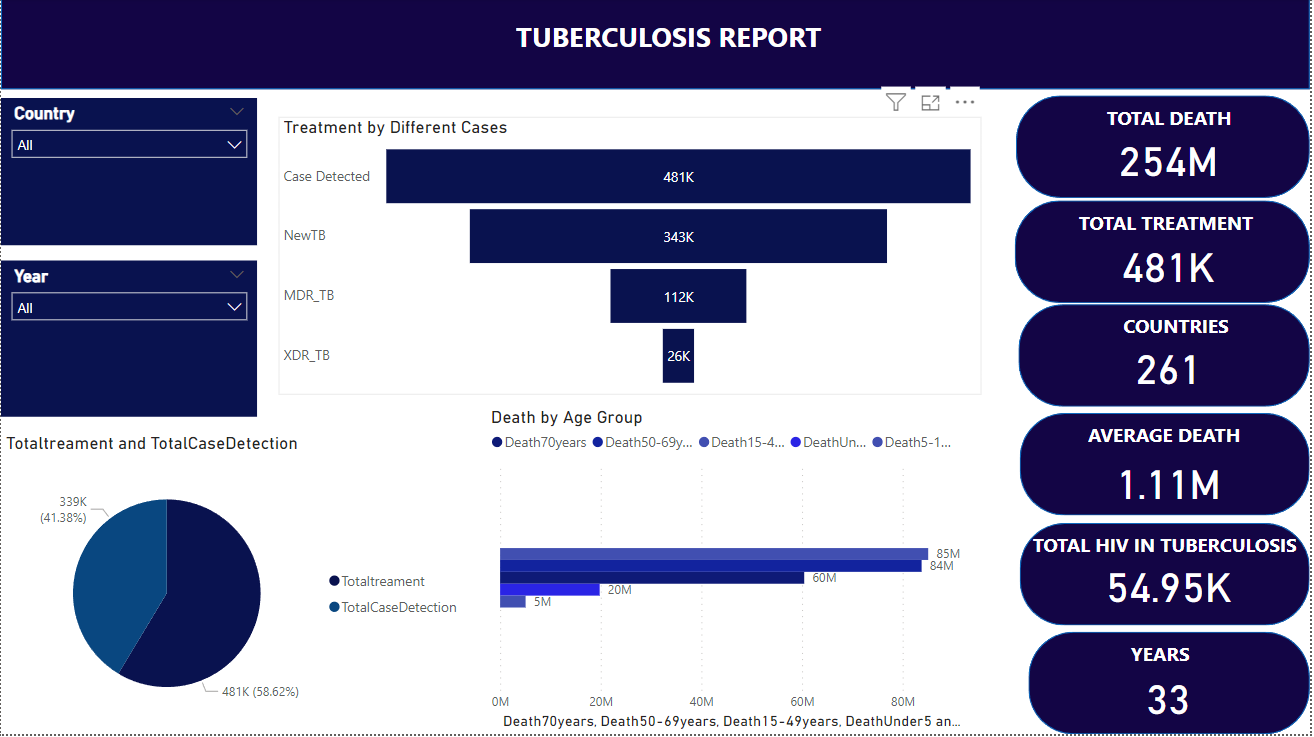 TUBERCULOSIS REPORT
Country
All
Year
All
Treatment by Different Cases
Case Detected
481K
NewTB
343K
MDR_TB
112K
XDR_TB
26K
Totaltreament and TotalCaseDetection
339K
(41.38%)
481K (58.62%)
Totaltreament
TotalCaseDetection
Death by Age Group
Death70years Death50-69y... Death15-4... DeathUn... Death5-1...
85M
84M
60M
20M
5M
0M 20M 40M 60M 80M
Death70years, Death50-69years, Death15-49years, DeathUnder5 an...
TOTAL DEATH
254M
TOTAL TREATMENT
481K
COUNTRIES
261
AVERAGE DEATH
1.11M
TOTAL HIV IN TUBERCULOSIS
54.95K
YEARS
33